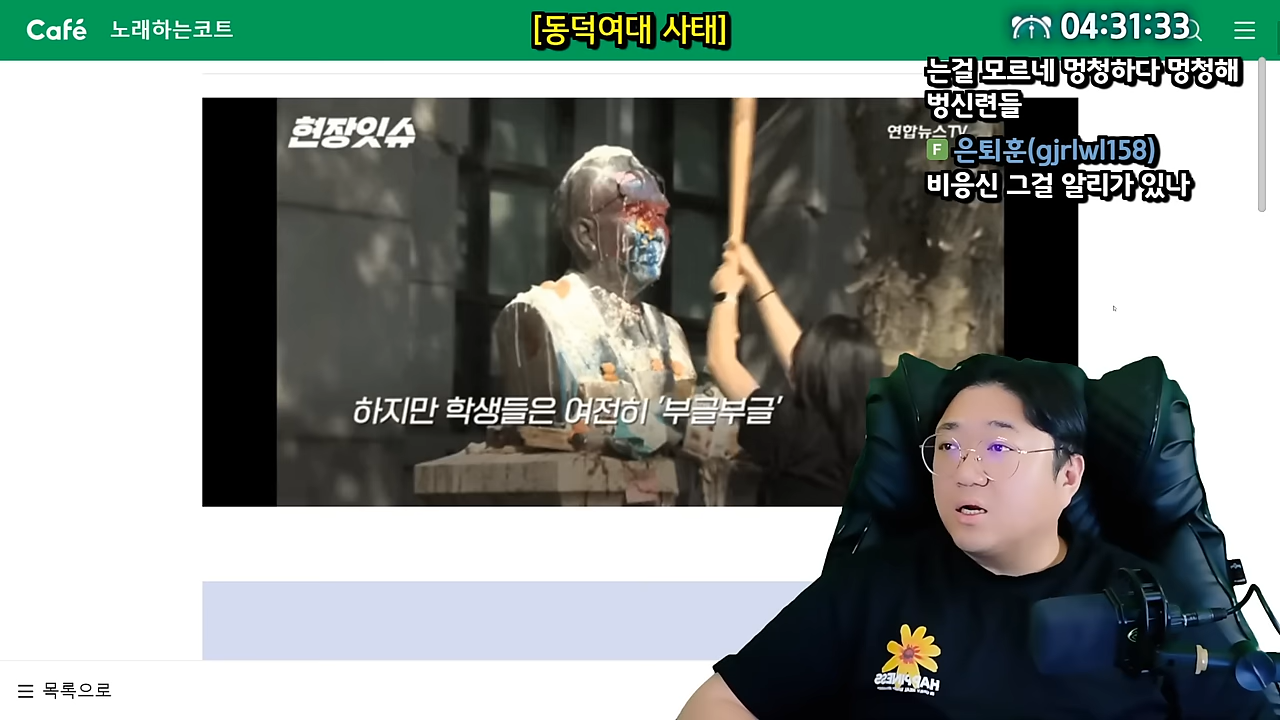 Café 노래하는코트
[동덕여대 사태]
04:31:33
는걸 모르네 멍청하다 멍청해
벙신련들
F 은퇴훈(gjrlwl158)
비응신 그걸 알리가 있나
현장잇슈
연합뉴스TV
하지만 학생들은 여전히 '부글부글'
HAPPINESS
목록으로